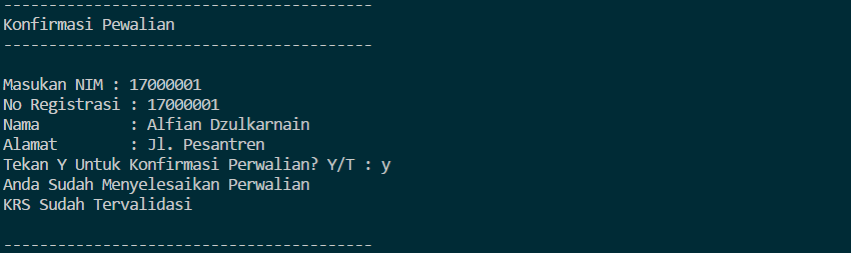 -----------------------------------------
Konfirmasi Pewalian
-----------------------------------------
Masukan NIM : 17000001
No Registrasi : 17000001
Nama          : Alfian Dzulkarnain
Alamat        : Jl. Pesantren
Tekan Y Untuk Konfirmasi Perwalian? Y/T : y
Anda Sudah Menyelesaikan Perwalian
KRS Sudah Tervalidasi
-----------------------------------------